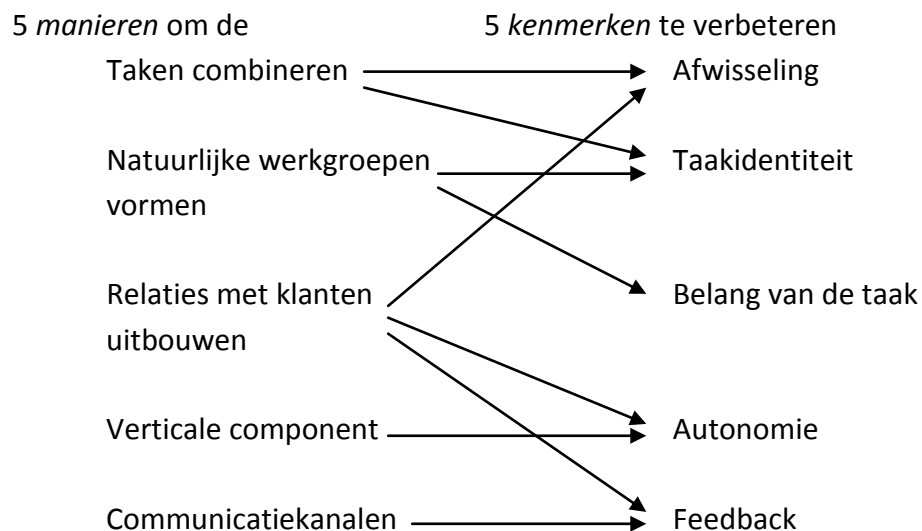 5 manieren om de 5 kenmerken te verbeteren
Taken combineren Afwisseling
Natuurlijke werkgroepen Taakidentiteit
vormen
Relaties met klanten Belang van de taak
uitbouwen
Verticale component Autonomie
Communicatiekanalen Feedback